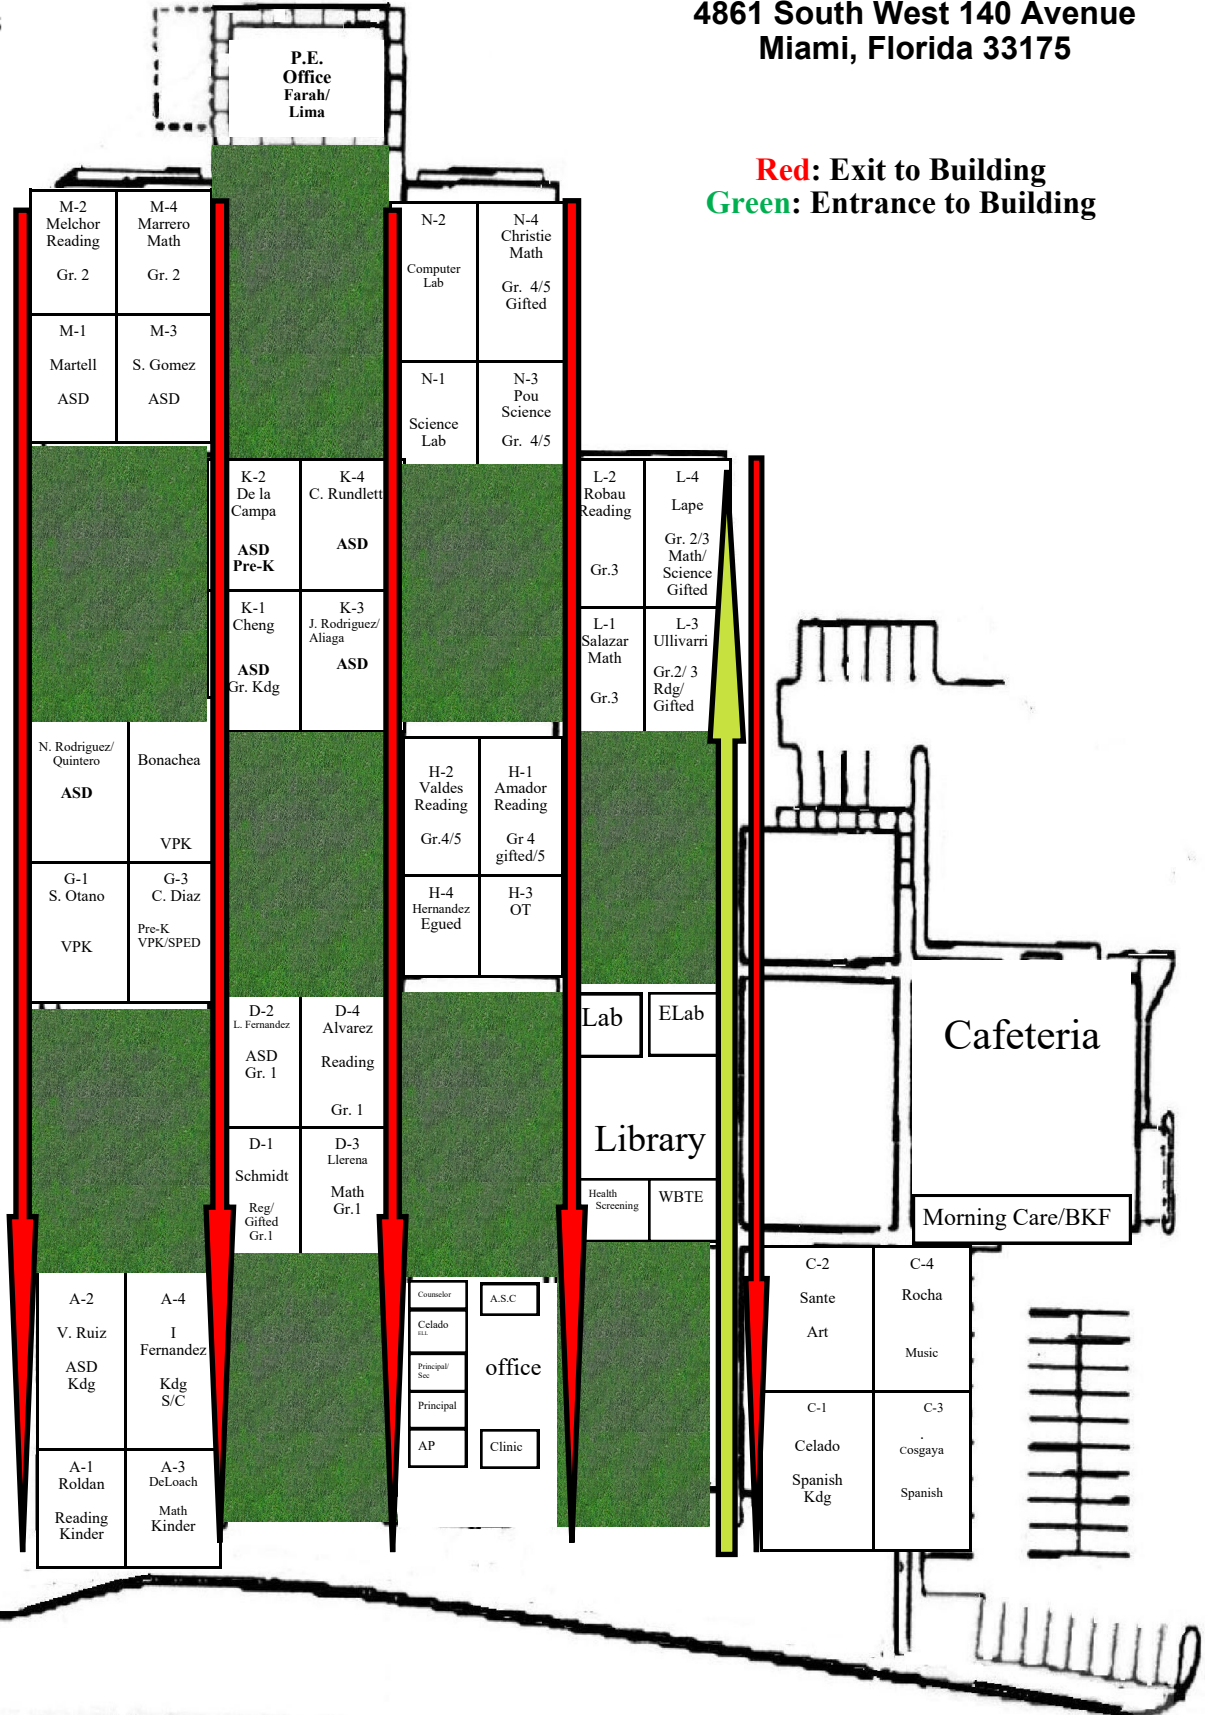 4861 South West 140 Avenue
Miami, Florida 33175
P.E.
Office
Farah/
Lima
Red: Exit to Building
Green: Entrance to Building
M-2
Melchor
Reading
Gr. 2
M-4
Marrero
Math
Gr. 2
M-1
Martell
ASD
M-3
S. Gomez
ASD
N-2
Computer
Lab
N-4
Christie
Math
Gr. 4/5
Gifted
N-1
Science
Lab
N-3
Pou
Science
Gr. 4/5
K-2
De la
Campa
ASD
Pre-K
K-4
C. Rundlett
ASD
K-1
Cheng
ASD
Gr. Kdg
K-3
J. Rodriguez/
Aliaga
ASD
L-2
Robau
Reading
Gr.3
L-4
Lape
Gr. 2/3
Math/
Science
Gifted
L-1
Salazar
Math
Gr.3
L-3
Ullivarri
Gr.2/ 3
Rdg/
Gifted
N. Rodriguez/
Quintero
ASD
Bonachea
VPK
G-1
S. Otano
VPK
G-3
C. Diaz
Pre-K
VPK/SPED
H-2
Valdes
Reading
Gr.4/5
H-1
Amador
Reading
Gr 4
gifted/5
H-4
Hernandez
Egued
H-3
OT
D-2
L. Fernandez
ASD
Gr. 1
D-4
Alvarez
Reading
Gr. 1
D-1
Schmidt
Reg/
Gifted
Gr.1
D-3
Llerena
Math
Gr.1
Lab
ELab
Library
Health
Screening
WBTE
Cafeteria
Morning Care/BKF
A-2
V. Ruiz
ASD
Kdg
A-4
I
Fernandez
Kdg
S/C
A-1
Roldan
Reading
Kinder
A-3
DeLoach
Math
Kinder
Counselor
A.S.C
Celado
ELL
Principal/
Sec
office
Principal
AP
Clinic
C-2
Sante
Art
C-4
Rocha
Music
C-1
Celado
Spanish
Kdg
C-3
.
Cosgaya
Spanish